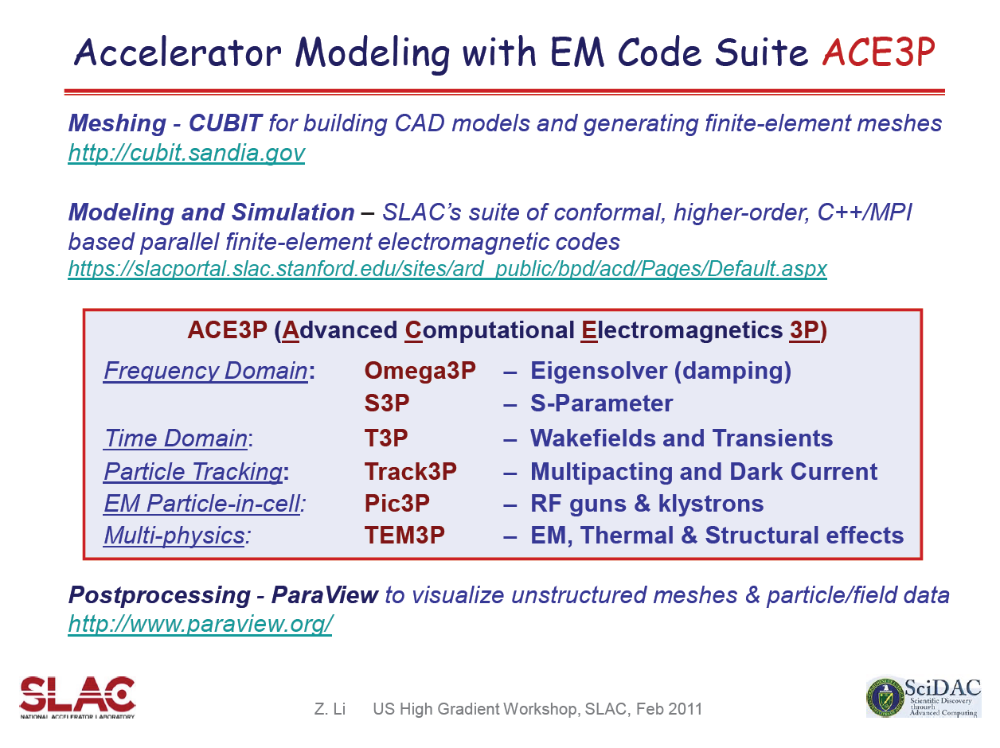 Accelerator Modeling with EM Code Suite ACE3P
Meshing - CUBIT for building CAD models and generating finite-element meshes
http://cubit.sandia.gov
Modeling and Simulation – SLAC’s suite of conformal, higher-order, C++/MPI
based parallel finite-element electromagnetic codes
https://slacportal.slac.stanford.edu/sites/ard_public/bpd/acd/Pages/Default.aspx
ACE3P (Advanced Computational Electromagnetics 3P)
Frequency Domain: Omega3P – Eigensolver (damping)
S3P – S-Parameter
Time Domain: T3P – Wakefields and Transients
Particle Tracking: Track3P – Multipacting and Dark Current
EM Particle-in-cell: Pic3P – RF guns & klystrons
Multi-physics: TEM3P – EM, Thermal & Structural effects
Postprocessing - ParaView to visualize unstructured meshes & particle/field data
http://www.paraview.org/
SLAC
NATIONAL ACCELERATOR LABORATORY
Z. Li US High Gradient Workshop, SLAC, Feb 2011
SciDAC
Scientific Discovery
through
Advanced Computing